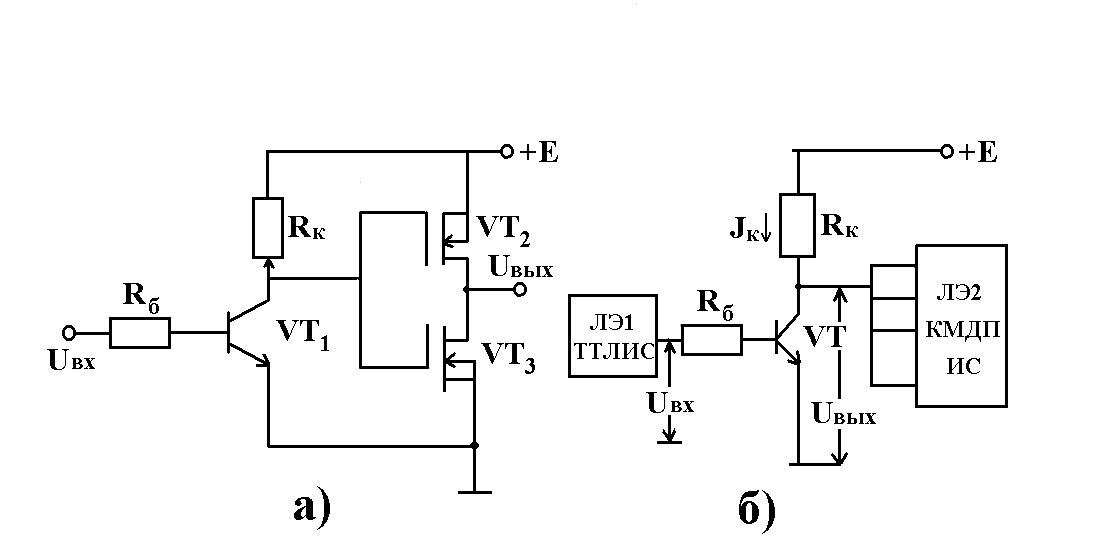 +E
Rк
VT2
Uвых
Rб
VT1
Uвх
VT3
а)
+E
Jк
Rк
ЛЭ1
ТТЛИС
Rб
VT
ЛЭ2
КМДП
ИС
Uвх
Uвых
б)